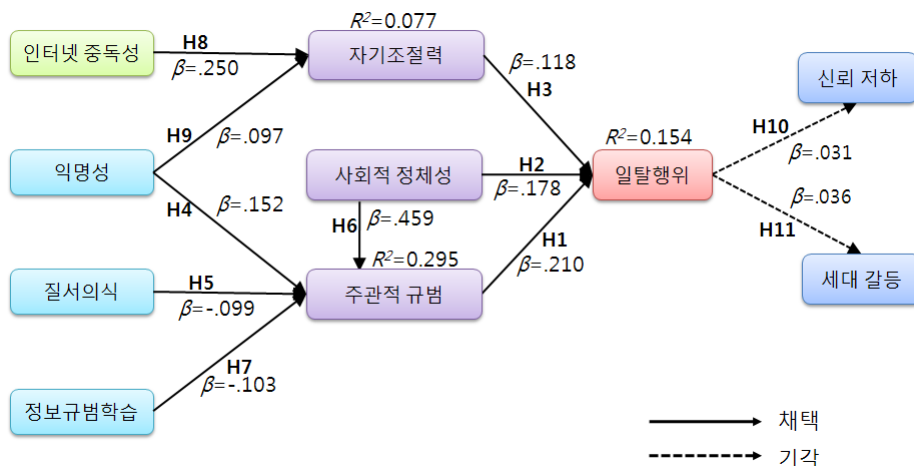 R²=0.077
인터넷 중독성
H8
β=.250
자기조절력
β=.118
H3
신뢰 저하
H9
β=.097
R²=0.154
H10
β=.031
익명성
사회적 정체성
H2
β=.178
일탈행위
H4
β=.152
H6
β=.459
β=.036
H11
R²=0.295
H1
β=.210
질서의식
H5
β=-.099
주관적 규범
세대 갈등
H7
β=-.103
정보규범학습
채택
기각